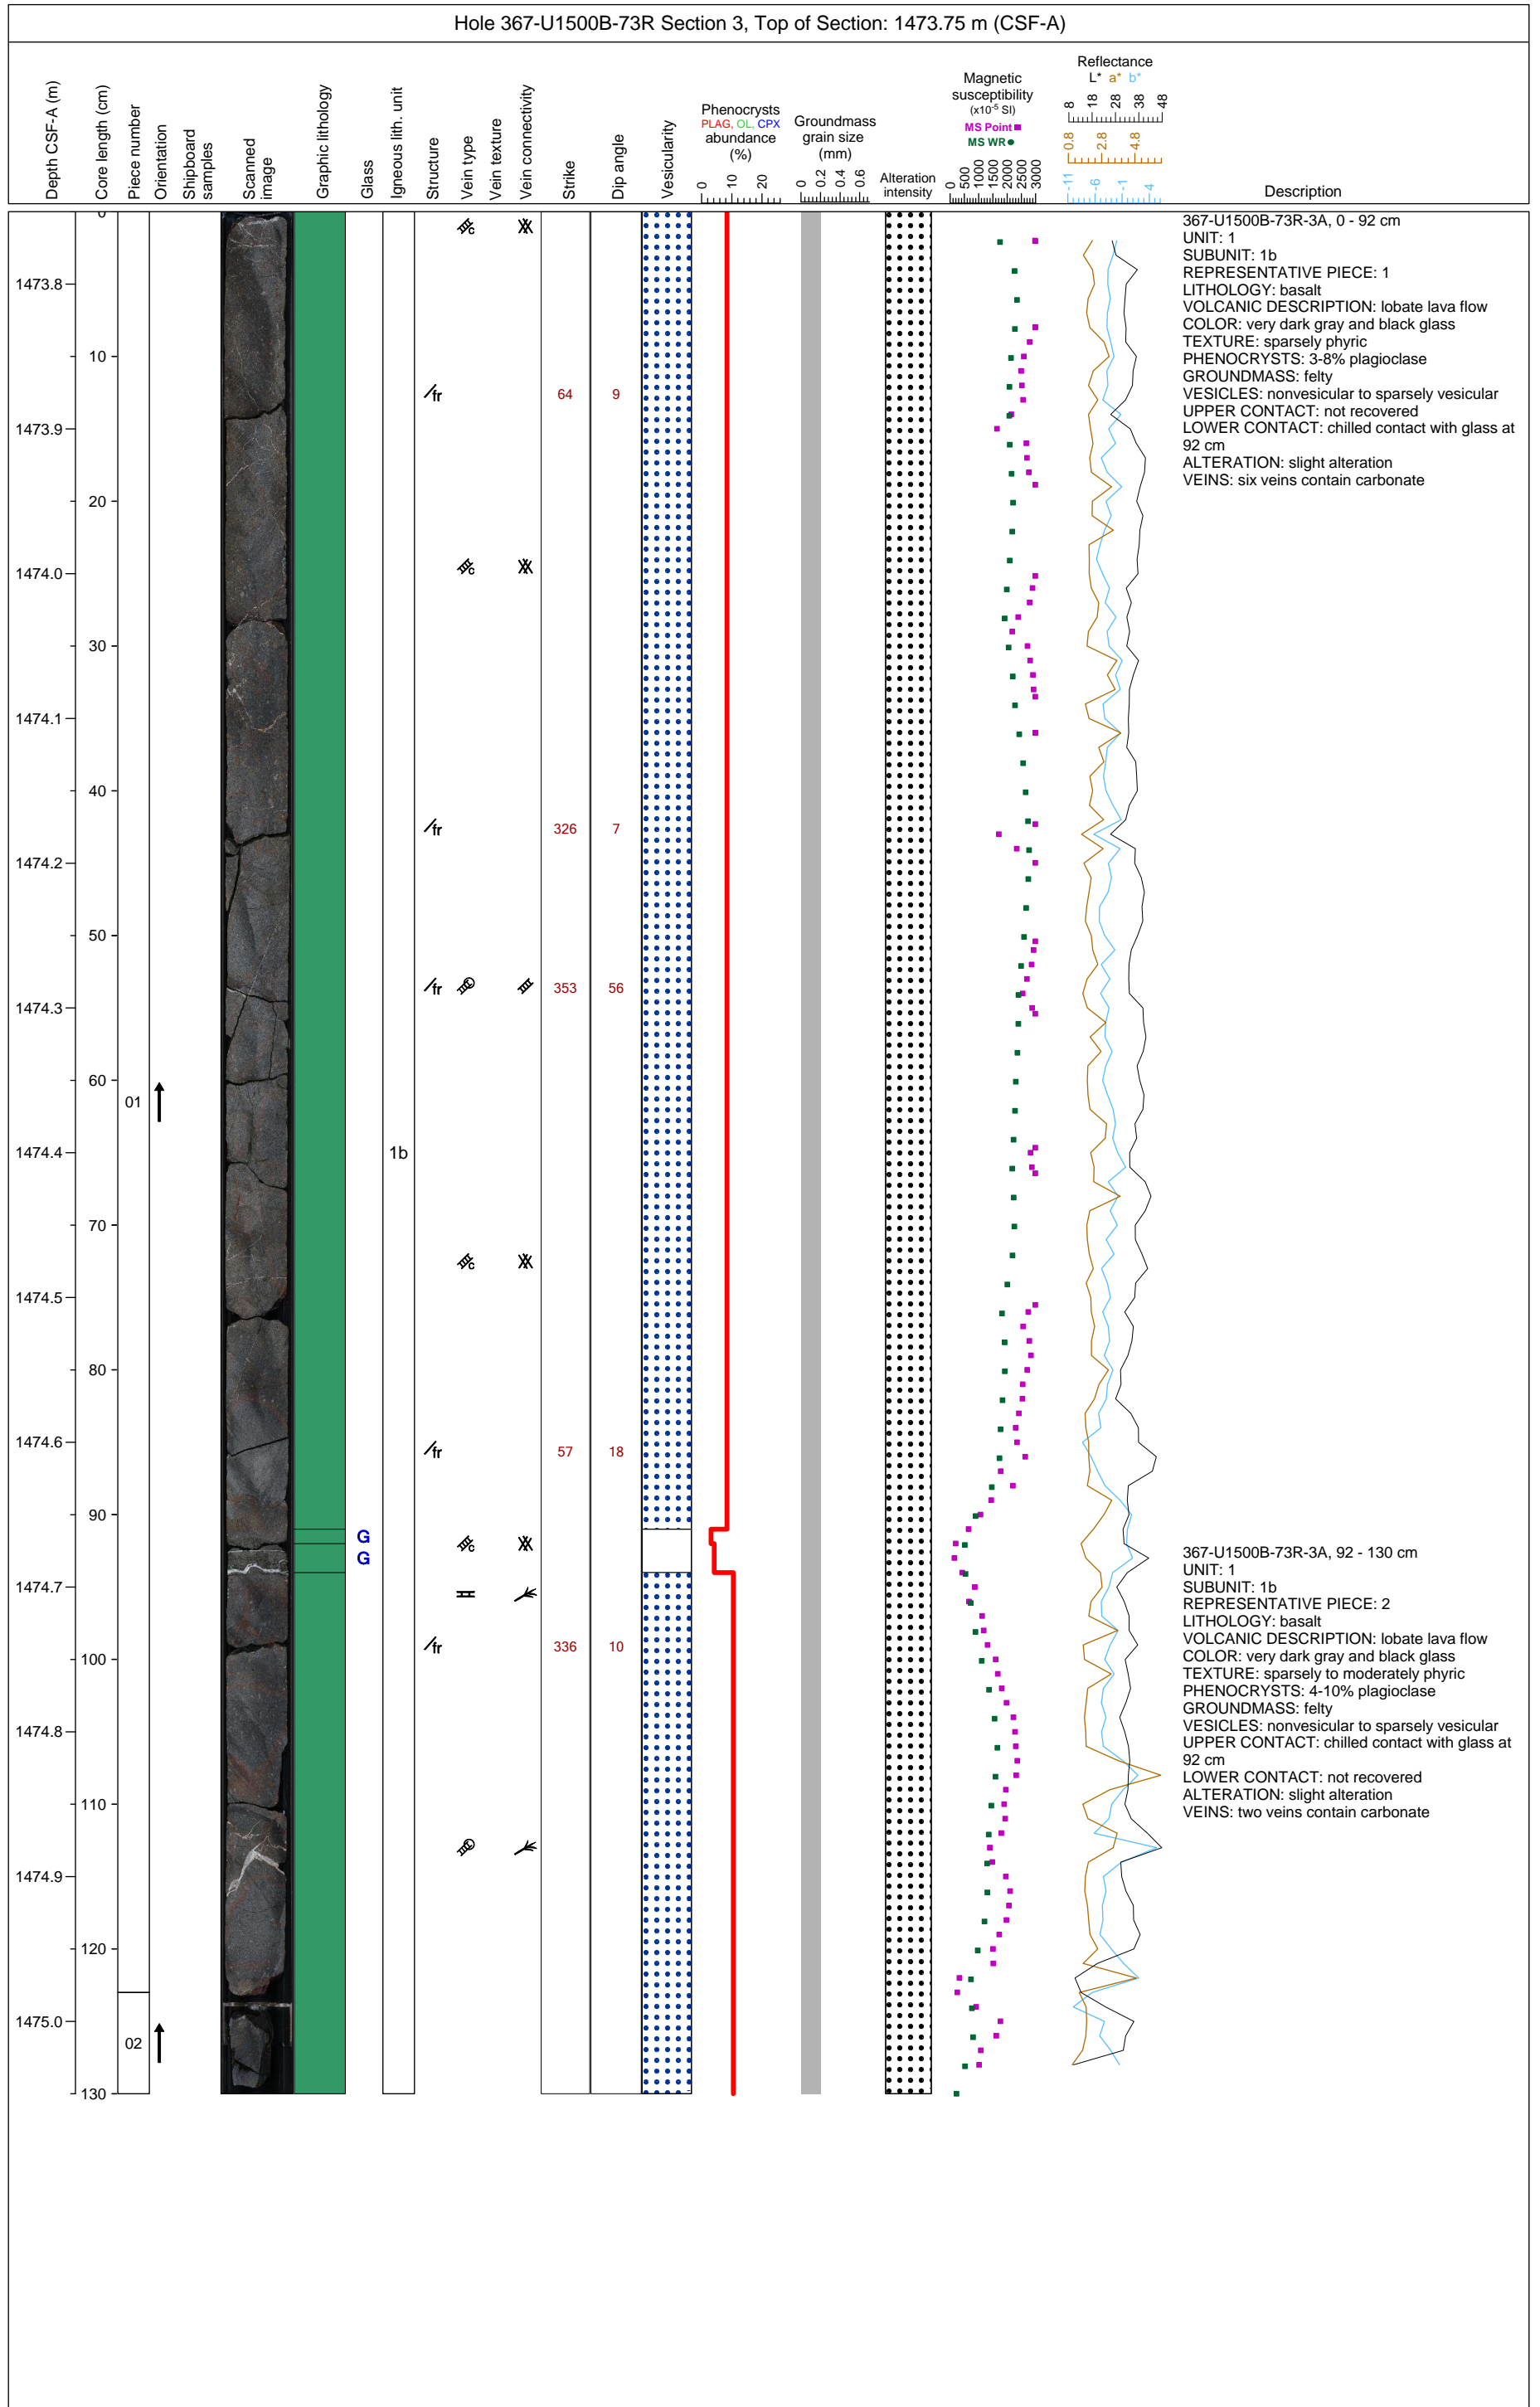 Hole 367-U1500B-73R Section 3, Top of Section: 1473.75 m (CSF-A)
Depth CSF-A (m)
Core length (cm)
Piece number
Orientation
Shipboard
samples
Scanned
image
Graphic lithology
Glass
Igneous lith. unit
Structure
Vein type
Vein texture
Vein connectivity
Strike
Dip angle
Vesicularity
Phenocrysts
PLAG, OL, CPX
abundance
(%)
0 10 20
Groundmass
grain size
(mm)
0 0.2 0.4 0.6
Alteration
intensity
Magnetic
susceptibility
(x10-5 SI)
MS Point
MS WR
0 500 1000 1500 2000 2500 3000
Reflectance
L* a* b*
8 18 28 38 48
0.8 2.8 4.8
-11 -6 -1 4
Description
0
10
20
30
40
50
60
70
80
90
100
110
120
130
1473.8
1473.9
1474.0
1474.1
1474.2
1474.3
1474.4
1474.5
1474.6
1474.7
1474.8
1474.9
1475.0
01
02
G
G
1b
c
fr 64 9
c
fr 326 7
fr 353 56
c
fr 57 18
c
fr 336 10
367-U1500B-73R-3A, 0 - 92 cm
UNIT: 1
SUBUNIT: 1b
REPRESENTATIVE PIECE: 1
LITHOLOGY: basalt
VOLCANIC DESCRIPTION: lobate lava flow
COLOR: very dark gray and black glass
TEXTURE: sparsely phyric
PHENOCRYSTS: 3-8% plagioclase
GROUNDMASS: felty
VESICLES: nonvesicular to sparsely vesicular
UPPER CONTACT: not recovered
LOWER CONTACT: chilled contact with glass at
92 cm
ALTERATION: slight alteration
VEINS: six veins contain carbonate
367-U1500B-73R-3A, 92 - 130 cm
UNIT: 1
SUBUNIT: 1b
REPRESENTATIVE PIECE: 2
LITHOLOGY: basalt
VOLCANIC DESCRIPTION: lobate lava flow
COLOR: very dark gray and black glass
TEXTURE: sparsely to moderately phyric
PHENOCRYSTS: 4-10% plagioclase
GROUNDMASS: felty
VESICLES: nonvesicular to sparsely vesicular
UPPER CONTACT: chilled contact with glass at
92 cm
LOWER CONTACT: not recovered
ALTERATION: slight alteration
VEINS: two veins contain carbonate